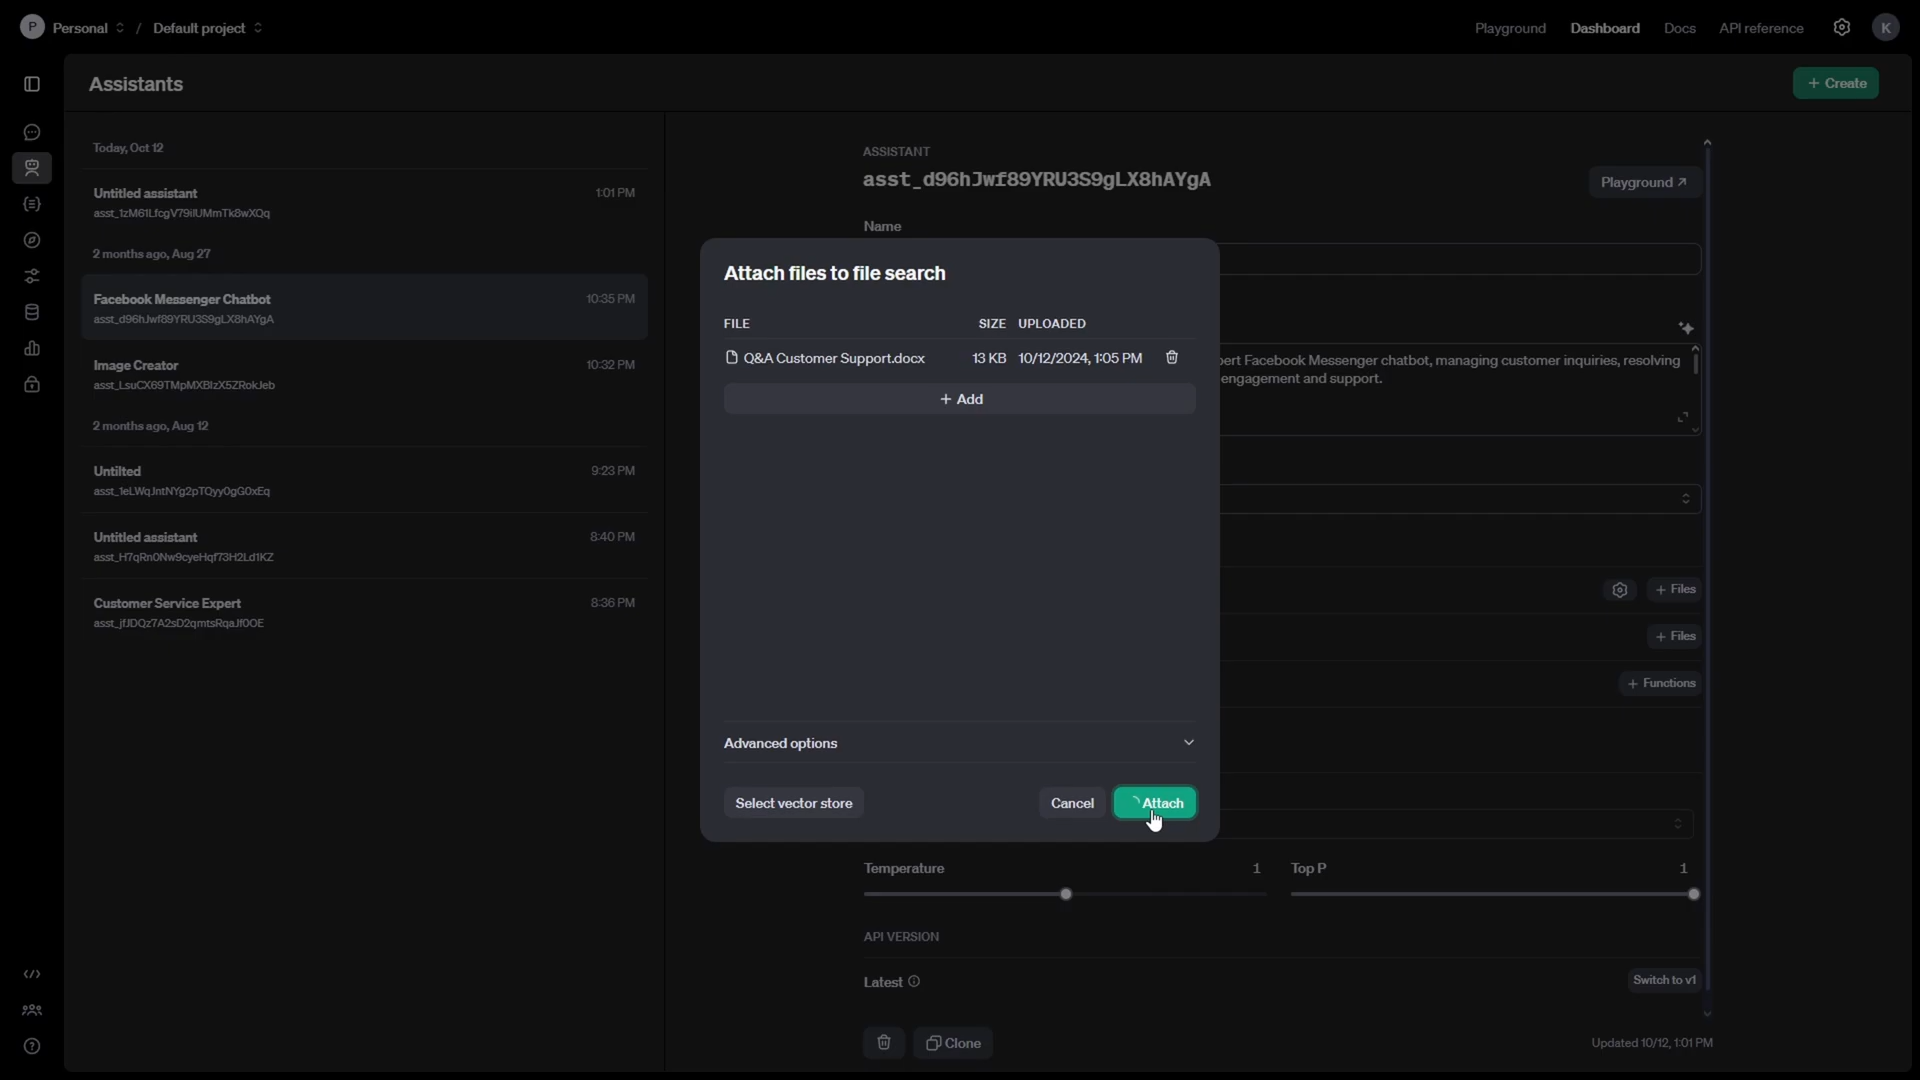 P Personal / Default project
Playground Dashboard Docs API reference K
Assistants
+ Create
Today, Oct 12
Untitled assistant 1:01 PM
asst_1zM61LfcgV79ilUMmTk8wXQq
2 months ago, Aug 27
Facebook Messenger Chatbot 10:35 PM
asst_d96hJwf89YRU3S9gLX8hAYgA
Image Creator 10:32 PM
asst_LsuCX69TMpMXBIzX5ZRokJeb
2 months ago, Aug 12
Untilted 9:23 PM
asst_1eLWqJntNYg2pTQyy0gG0xEq
Untitled assistant 8:40 PM
asst_H7qRn0Nw9cyeHqf73H2Ld1KZ
Customer Service Expert 8:36 PM
asst_jfJDQz7A2sD2qmtsRqaJf0OE
ASSISTANT
asst_d96hJwf89YRU3S9gLX8hAYgA
Playground
Name
Attach files to file search
FILE SIZE UPLOADED
Q&A Customer Support.docx 13 KB 10/12/2024, 1:05 PM
+ Add
Advanced options
Select vector store Cancel Attach
ert Facebook Messenger chatbot, managing customer inquiries, resolving
engagement and support.
+ Files
+ Files
+ Functions
Temperature 1 Top P 1
API VERSION
Latest
Switch to v1
Clone
Updated 10/12, 1:01 PM